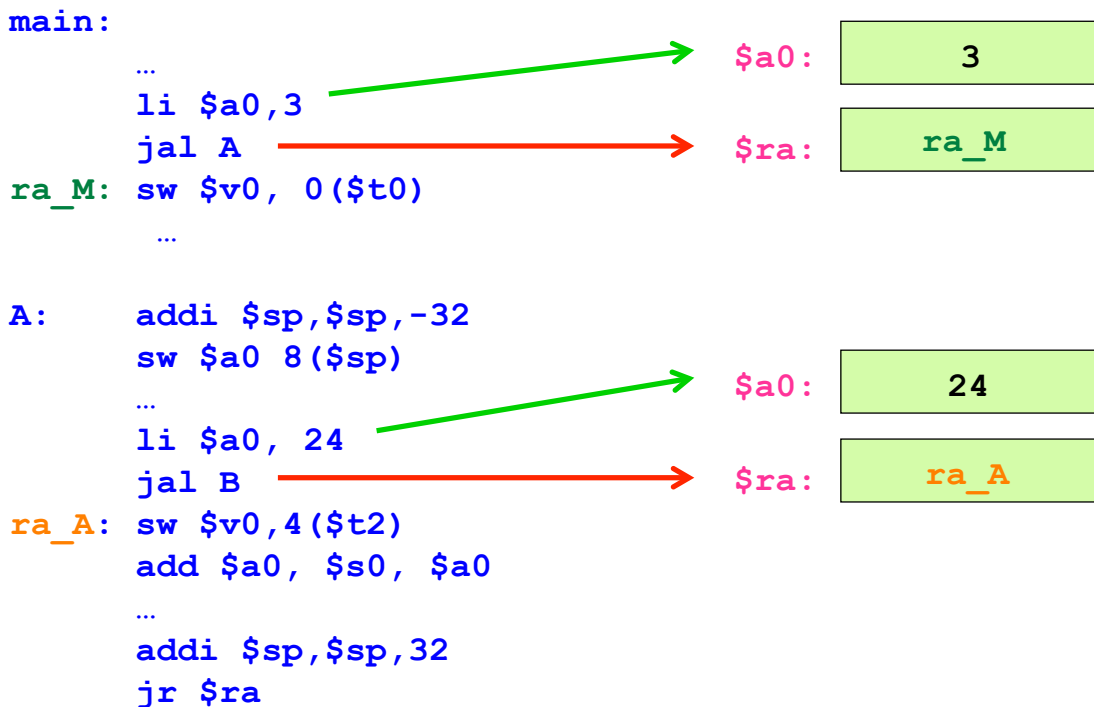 main:
…
li $a0,3
jal A
ra_M: sw $v0, 0($t0)
…
$a0: 3
$ra: ra_M
A: addi $sp,$sp,-32
sw $a0 8($sp)
…
li $a0, 24
jal B
ra_A: sw $v0,4($t2)
add $a0, $s0, $a0
…
addi $sp,$sp,32
jr $ra
$a0: 24
$ra: ra_A